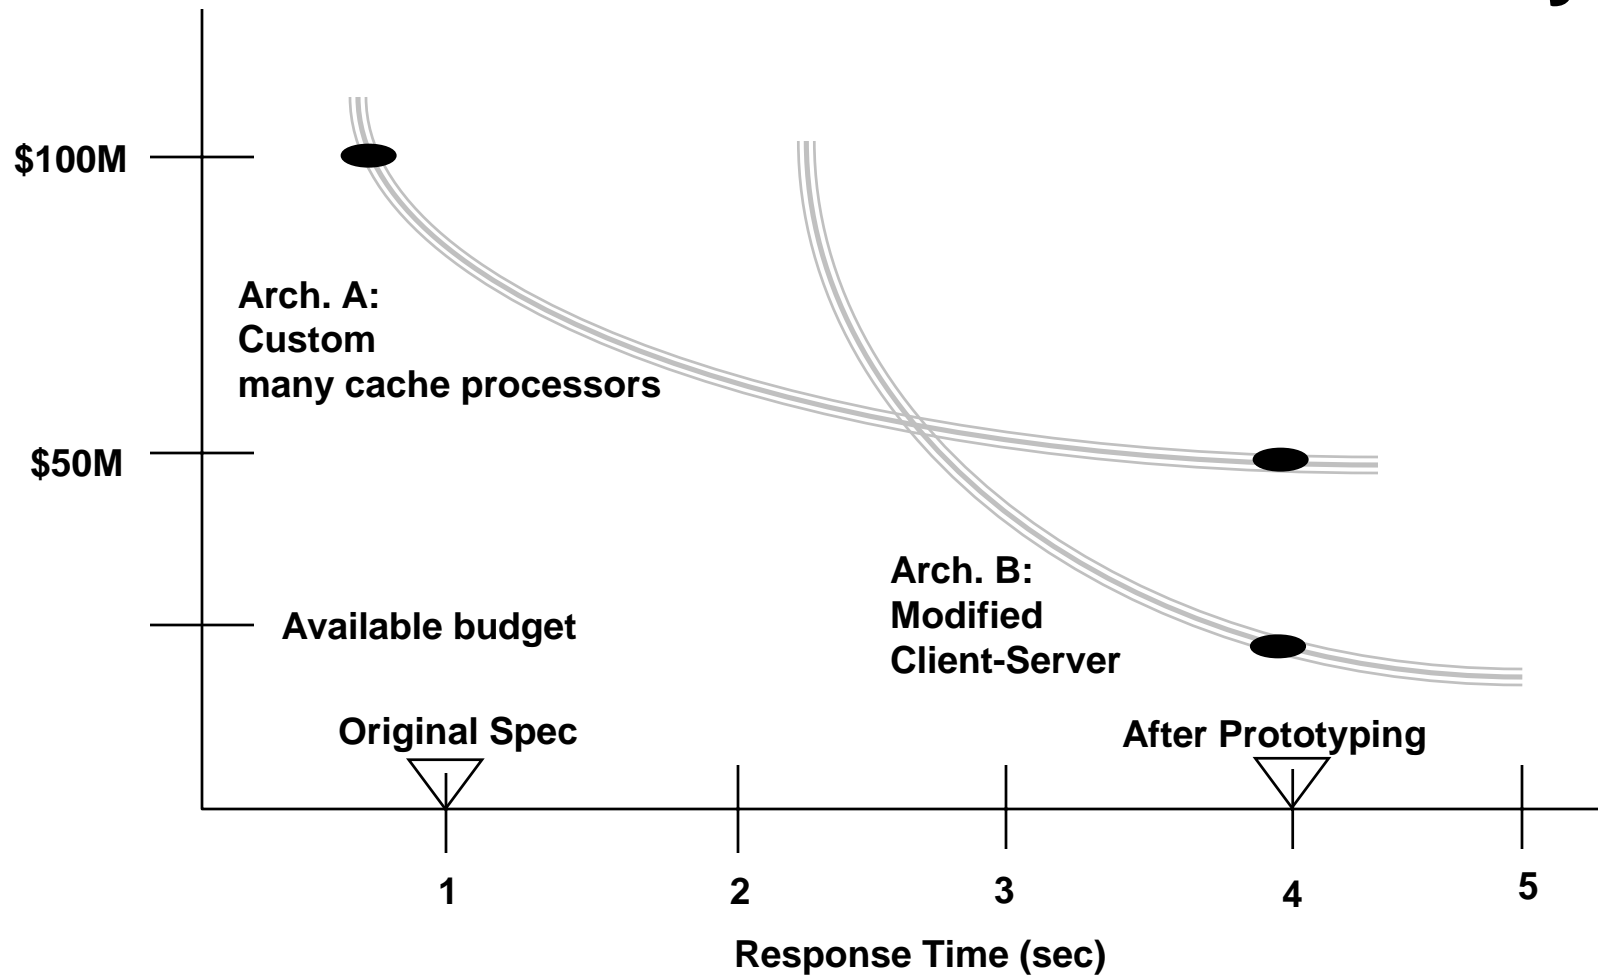 $100M
Arch. A:
Custom
many cache processors
$50M
Arch. B:
Modified
Client-Server
Available budget
Original Spec
After Prototyping
1
2
3
4
5
Response Time (sec)